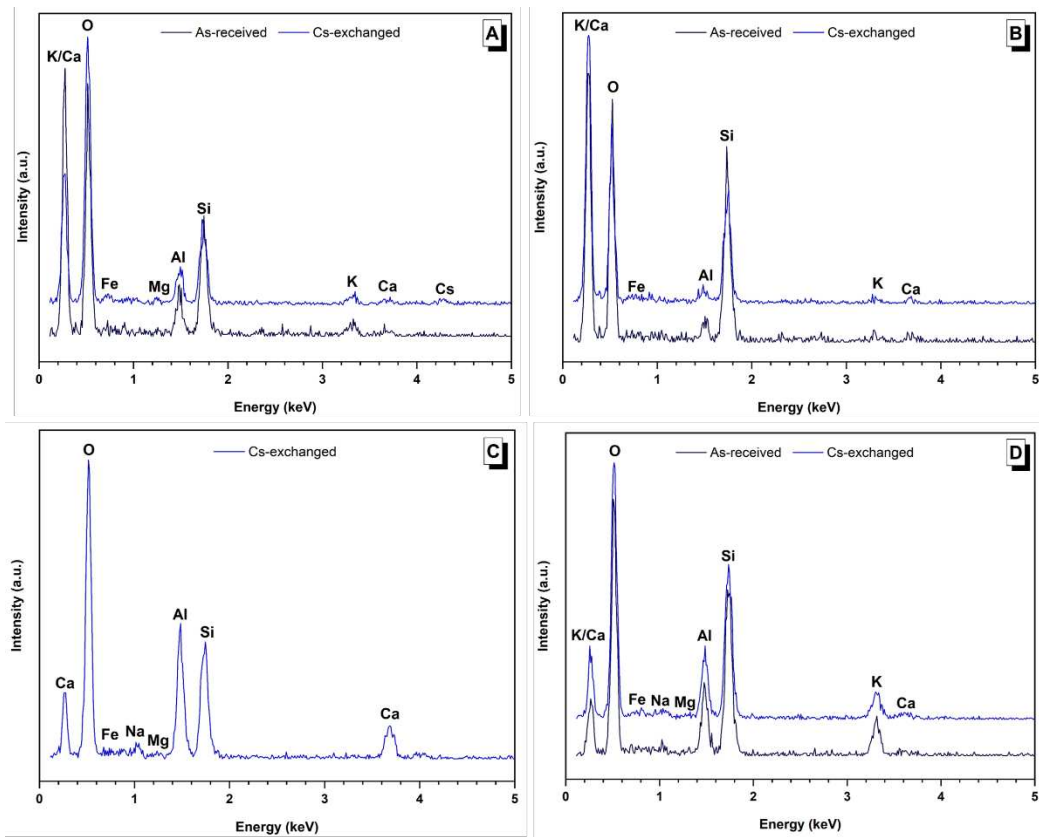 As-received Cs-exchanged A
O
K/Ca
Si
Al
Fe
Mg
K
Ca
Cs
Intensity (a.u.)
0 1 2 3 4 5
Energy (keV)
As-received Cs-exchanged B
K/Ca
O
Si
Al
Fe
K
Ca
Intensity (a.u.)
0 1 2 3 4 5
Energy (keV)
Cs-exchanged C
O
Al
Si
Ca
Fe
Na
Mg
Ca
Intensity (a.u.)
0 1 2 3 4 5
Energy (keV)
As-received Cs-exchanged D
O
Si
K/Ca
Al
Fe
Na
Mg
K
Ca
Intensity (a.u.)
0 1 2 3 4 5
Energy (keV)